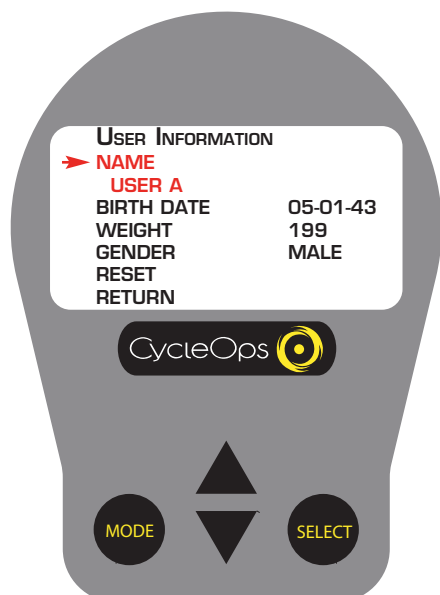 USER INFORMATION
NAME
USER A
BIRTH DATE 05-01-43
WEIGHT 199
GENDER MALE
RESET
RETURN
CycleOps
MODE
SELECT